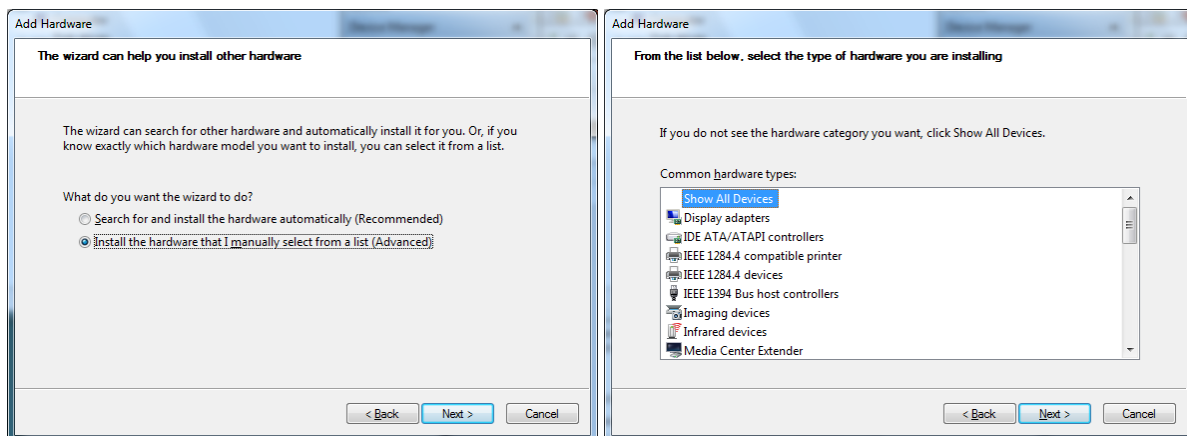 Add Hardware
The wizard can help you install other hardware
The wizard can search for other hardware and automatically install it for you. Or, if you
know exactly which hardware model you want to install, you can select it from a list.
What do you want the wizard to do?
Search for and install the hardware automatically (Recommended)
Install the hardware that I manually select from a list (Advanced)
< Back
Next >
Cancel
Add Hardware
From the list below, select the type of hardware you are installing
If you do not see the hardware category you want, click Show All Devices.
Common hardware types:
Show All Devices
Display adapters
IDE ATA/ATAPI controllers
IEEE 1284.4 compatible printer
IEEE 1284.4 devices
IEEE 1394 Bus host controllers
Imaging devices
Infrared devices
Media Center Extender
< Back
Next >
Cancel